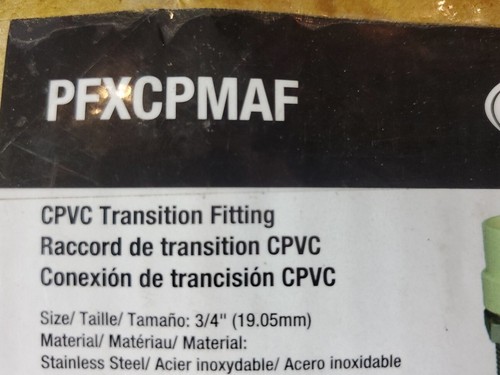 PFXCPMAF
CPVC Transition Fitting
Raccord de transition CPVC
Conexión de trancisión CPVC
Size/ Taille/ Tamaño: 3/4" (19.05mm)
Material/ Matériau/ Material:
Stainless Steel/ Acier inoxydable/ Acero inoxidable